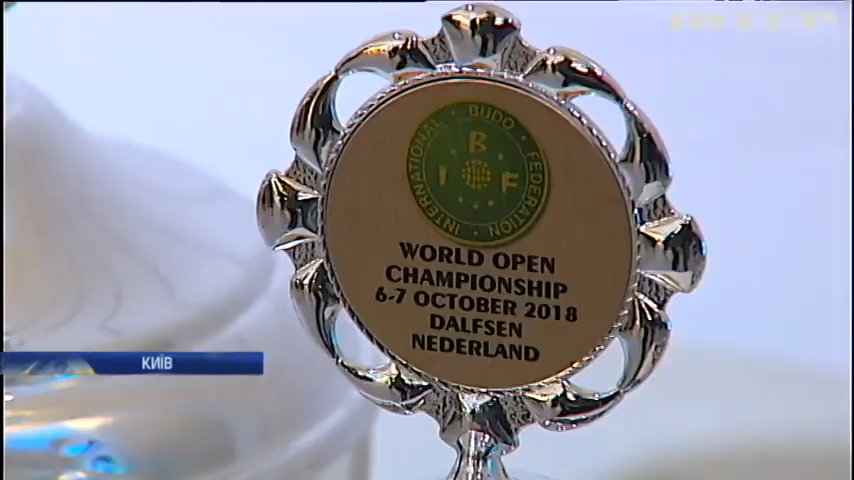 INTERNATIONAL · BUDO · FEDERATION
I B F
WORLD OPEN
CHAMPIONSHIP
6-7 OCTOBER 2018
DALFSEN
NEDERLAND
КИЇВ